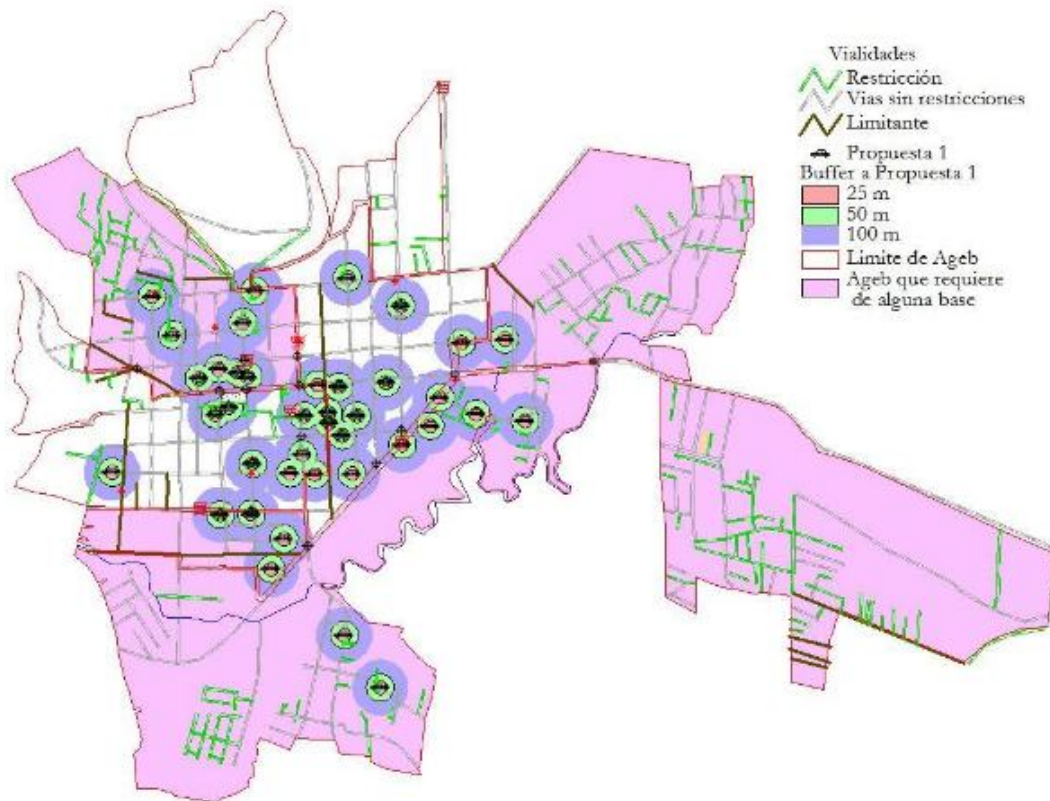 Vialidades
Restricción
Vias sin restricciones
Limitante
Propuesta 1
Buffer a Propuesta 1
25 m
50 m
100 m
Limite de Ageb
Ageb que requiere
de alguna base